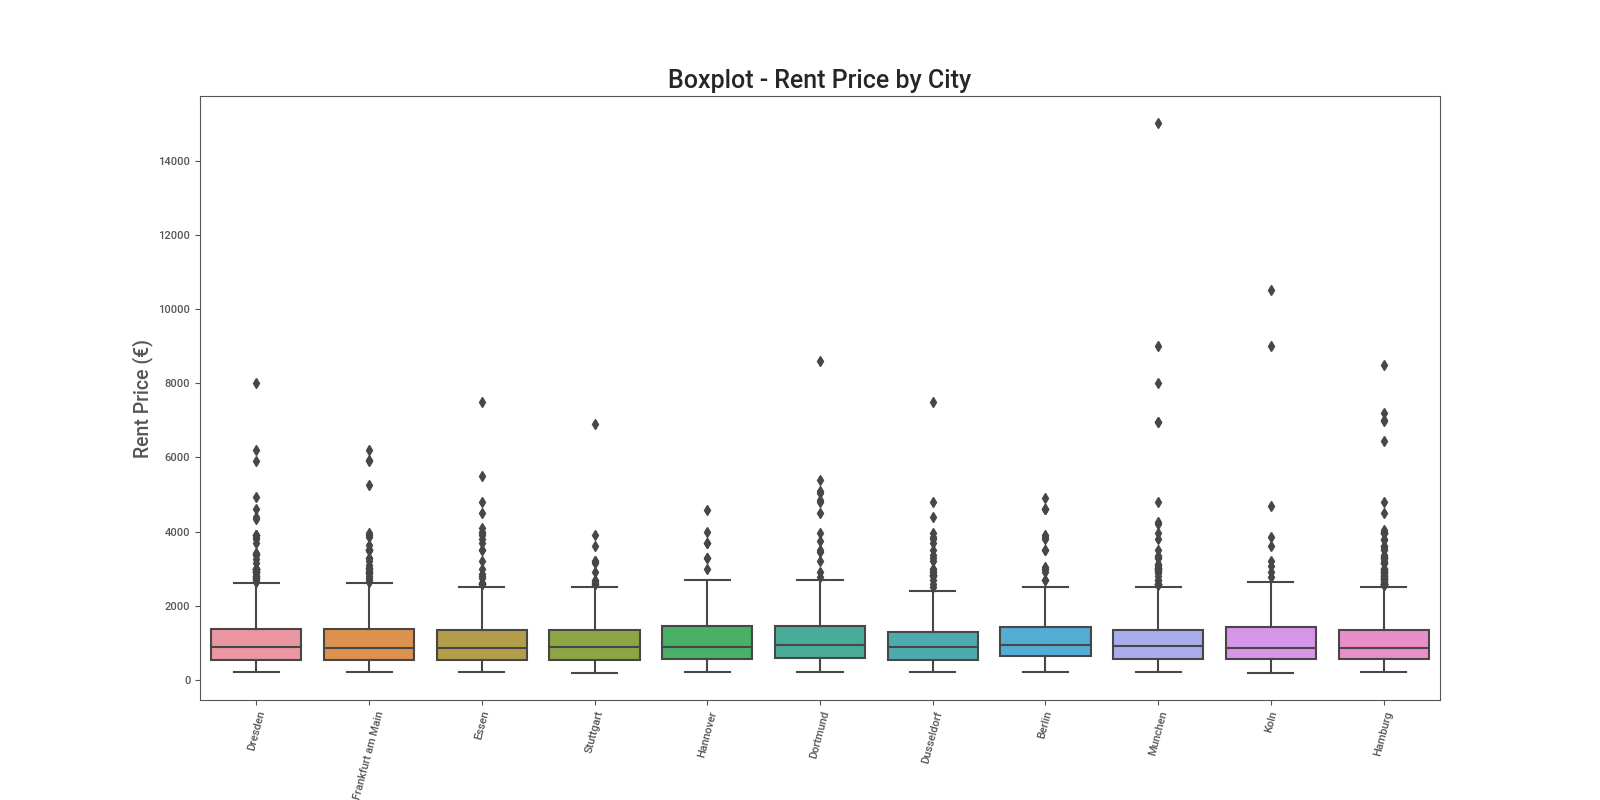 Boxplot - Rent Price by City
Rent Price (€)
14000
12000
10000
8000
6000
4000
2000
0
Dresden
Frankfurt am Main
Essen
Stuttgart
Hannover
Dortmund
Dusseldorf
Berlin
Munchen
Koln
Hamburg